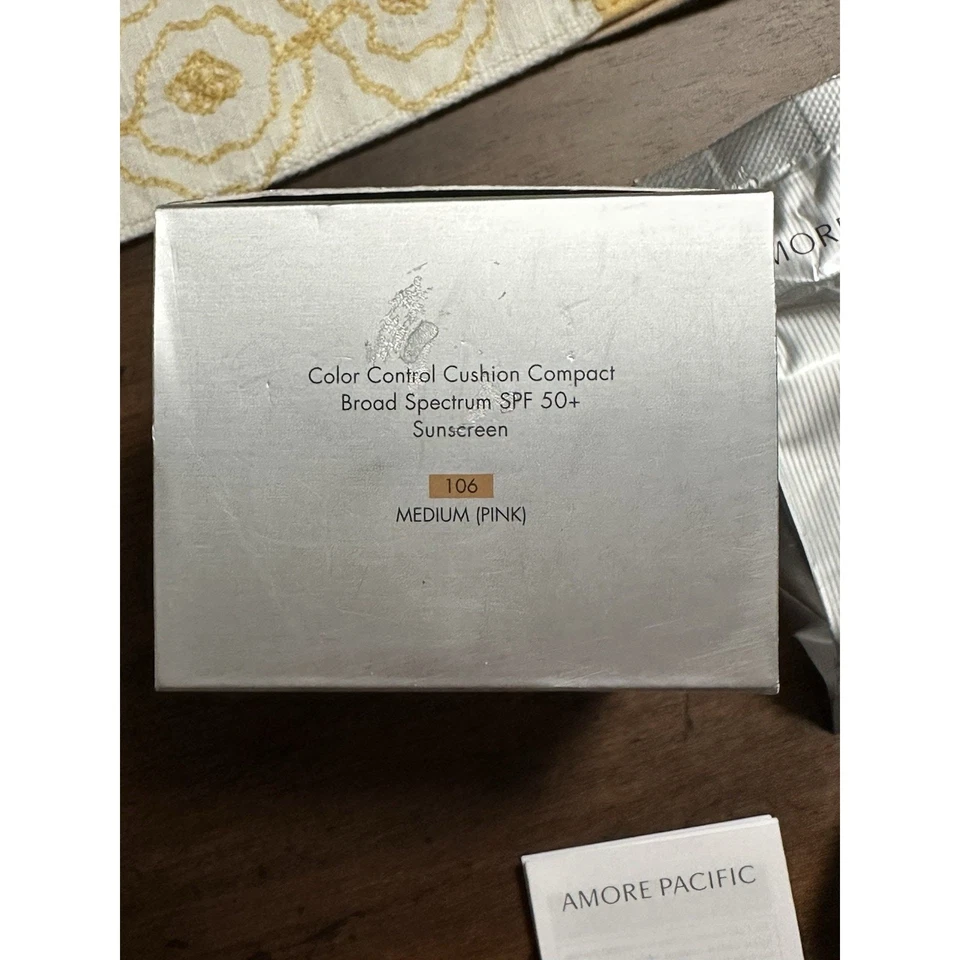 Color Control Cushion Compact
Broad Spectrum SPF 50+
Sunscreen
106
MEDIUM (PINK)
AMORE PACIFIC